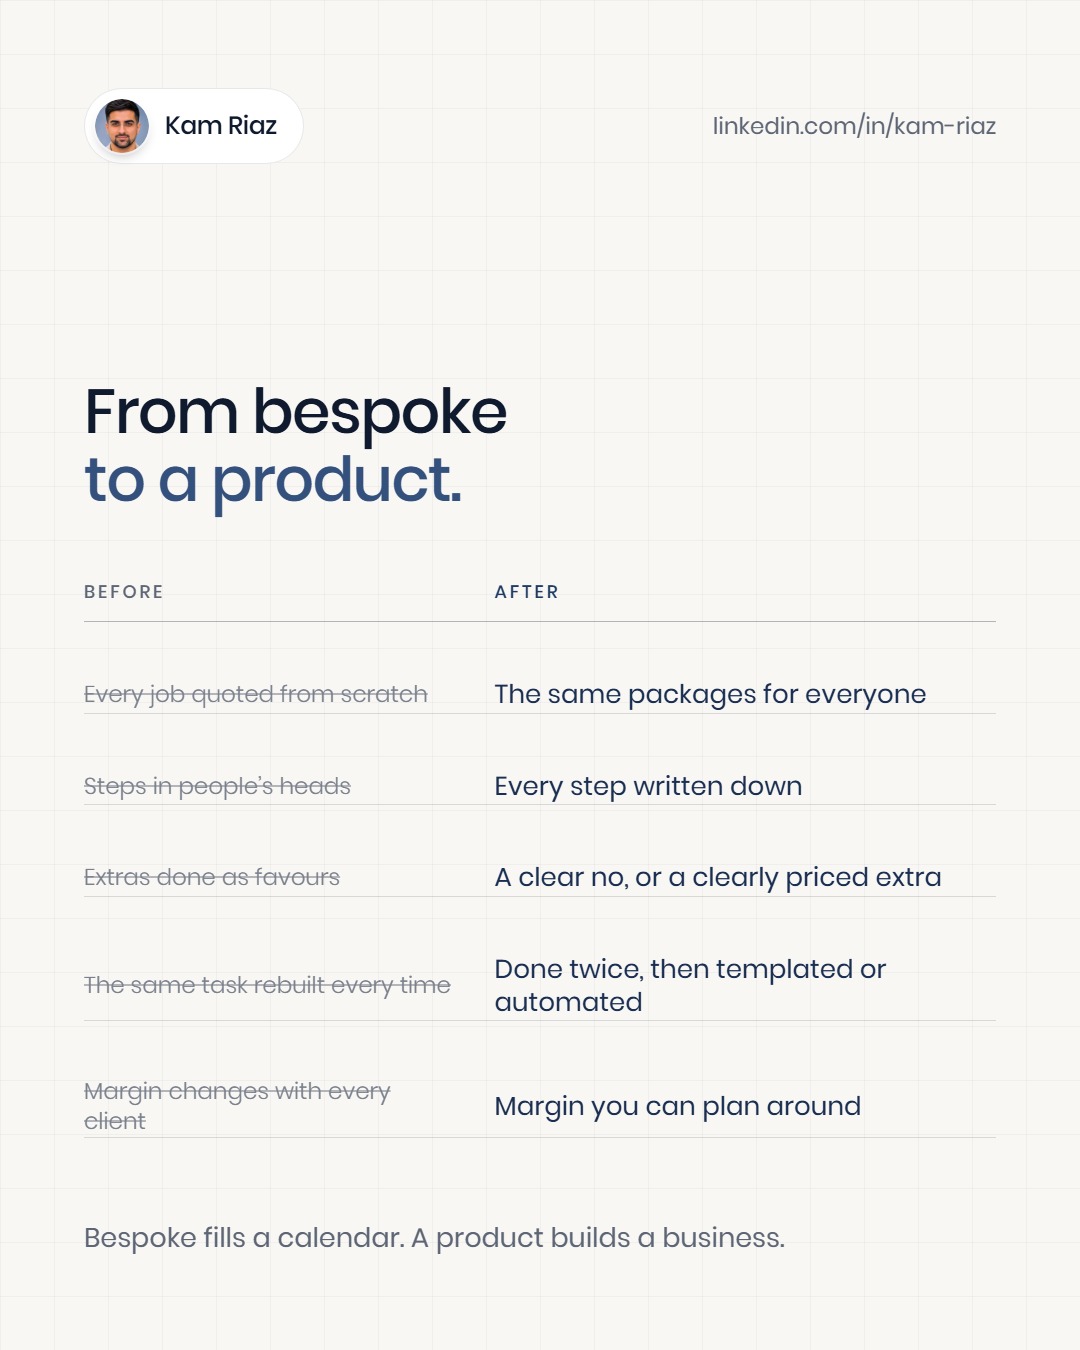 Kam Riaz
linkedin.com/in/kam-riaz
From bespoke
to a product.
BEFORE
AFTER
Every job quoted from scratch
The same packages for everyone
Steps in people’s heads
Every step written down
Extras done as favours
A clear no, or a clearly priced extra
The same task rebuilt every time
Done twice, then templated or
automated
Margin changes with every
client
Margin you can plan around
Bespoke fills a calendar. A product builds a business.